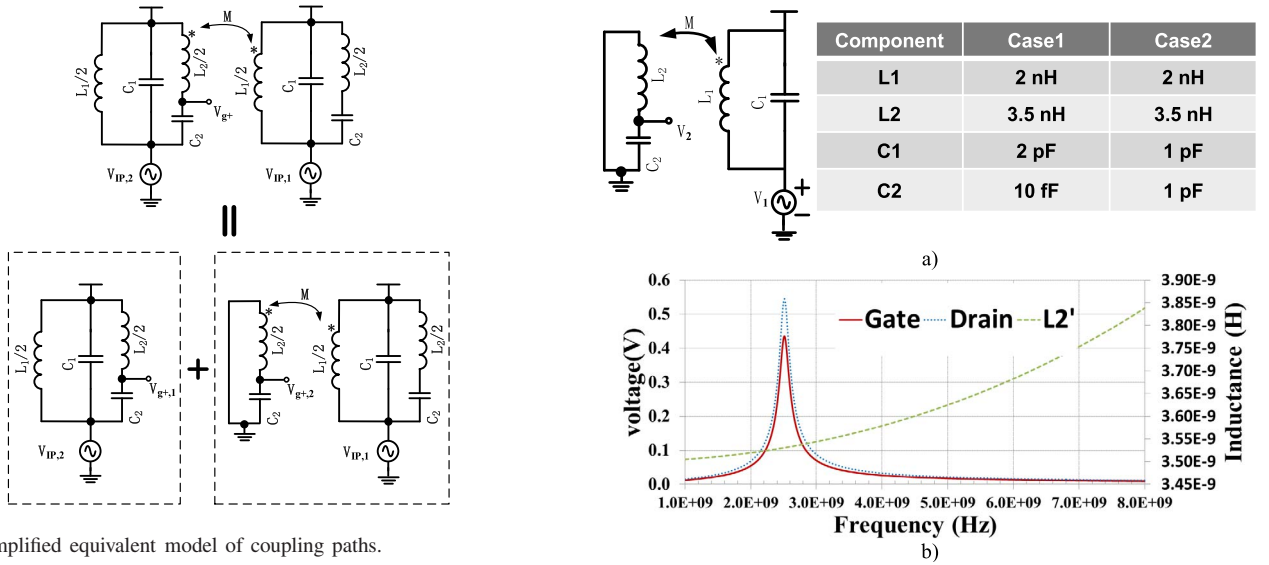 M
*
*
L₁/2
C₁
L₂/2
L₁/2
C₁
L₂/2
Vg+
C₂
C₂
VIP,2
VIP,1
M
*
*
L₁/2
C₁
L₂/2
L₂/2
L₁/2
C₁
L₂/2
Vg+,1
Vg+,2
C₂
C₂
C₂
VIP,2
VIP,1
mplified equivalent model of coupling paths.
M
*
L₂
L₁
C₁
V₂
C₂
V₁
+
−
Component Case1 Case2
L1 2 nH 2 nH
L2 3.5 nH 3.5 nH
C1 2 pF 1 pF
C2 10 fF 1 pF
a)
voltage(V)
0.6
0.5
0.4
0.3
0.2
0.1
0.0
Gate Drain L2'
3.90E-9
3.85E-9
3.80E-9
3.75E-9
3.70E-9
3.65E-9
3.60E-9
3.55E-9
3.50E-9
3.45E-9
Inductance (H)
1.0E+09 2.0E+09 3.0E+09 4.0E+09 5.0E+09 6.0E+09 7.0E+09 8.0E+09
Frequency (Hz)
b)